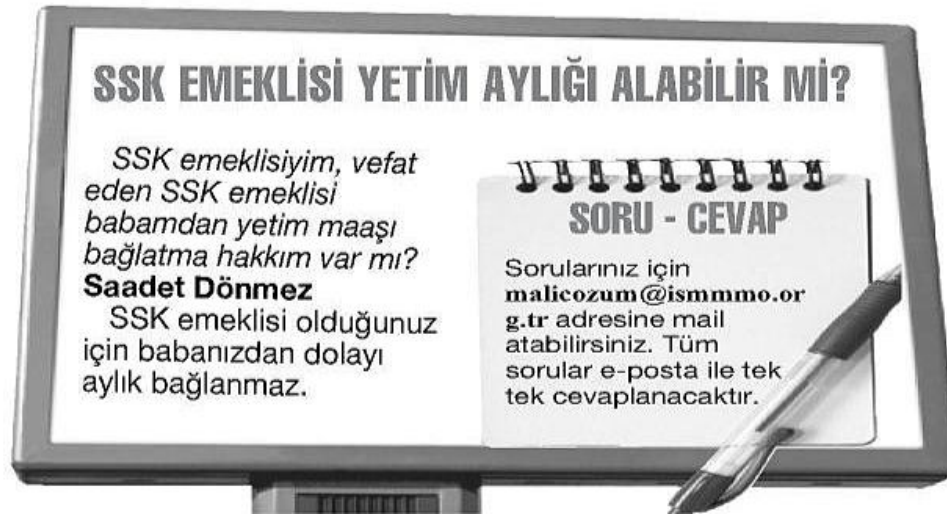 SSK EMEKLİSİ YETİM AYLIĞI ALABİLİR Mİ?
SSK emeklisiyim, vefat
eden SSK emeklisi
babamdan yetim maaşı
bağlatma hakkım var mı?
Saadet Dönmez
SSK emeklisi olduğunuz
için babanızdan dolayı
aylık bağlanmaz.
SORU - CEVAP
Sorularınız için
malicozum@ismmmo.or
g.tr adresine mail
atabilirsiniz. Tüm
sorular e-posta ile tek
tek cevaplanacaktır.